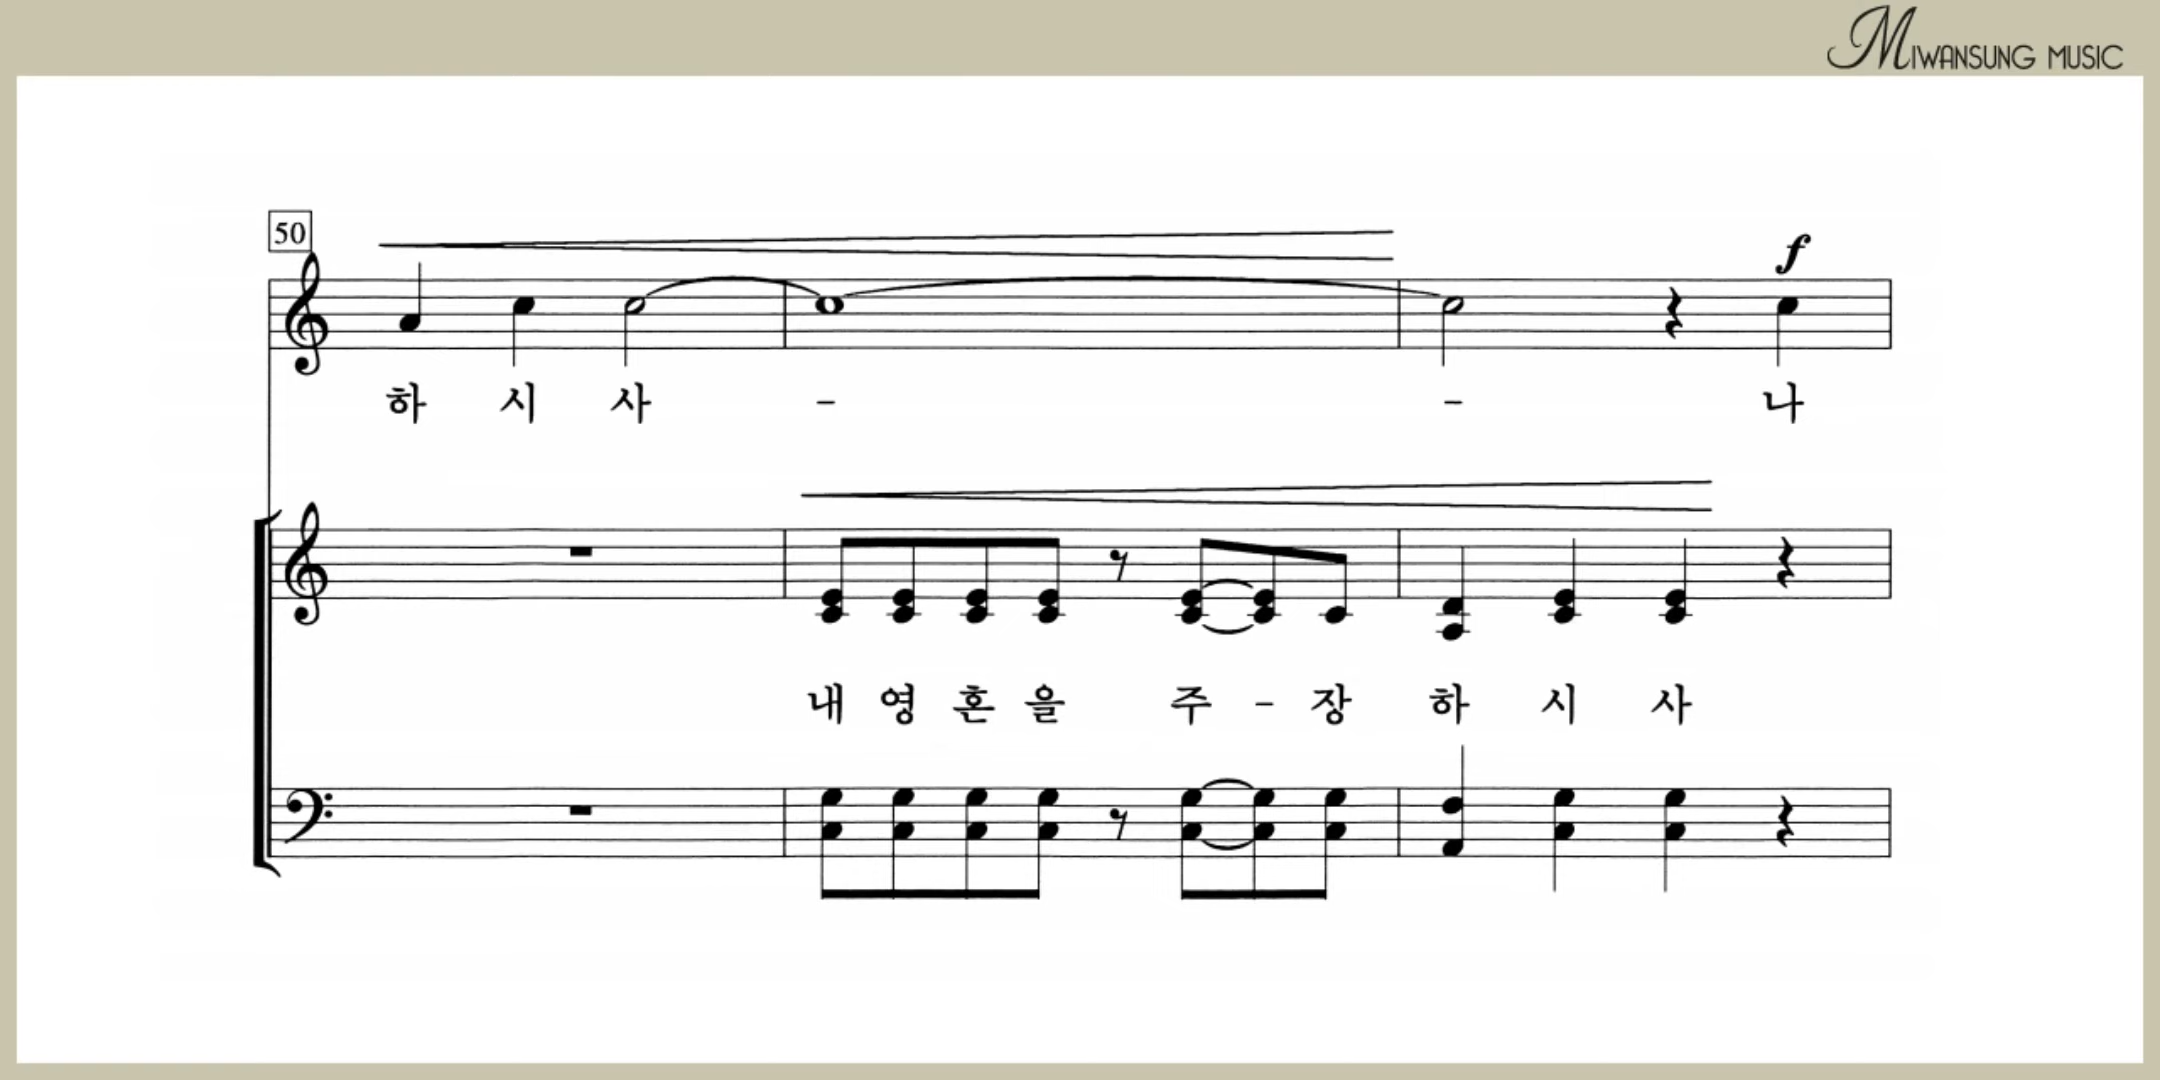 MIWANSUNG MUSIC
50
f
하 시 사 - - 나
내 영 혼 을 주 - 장 하 시 사